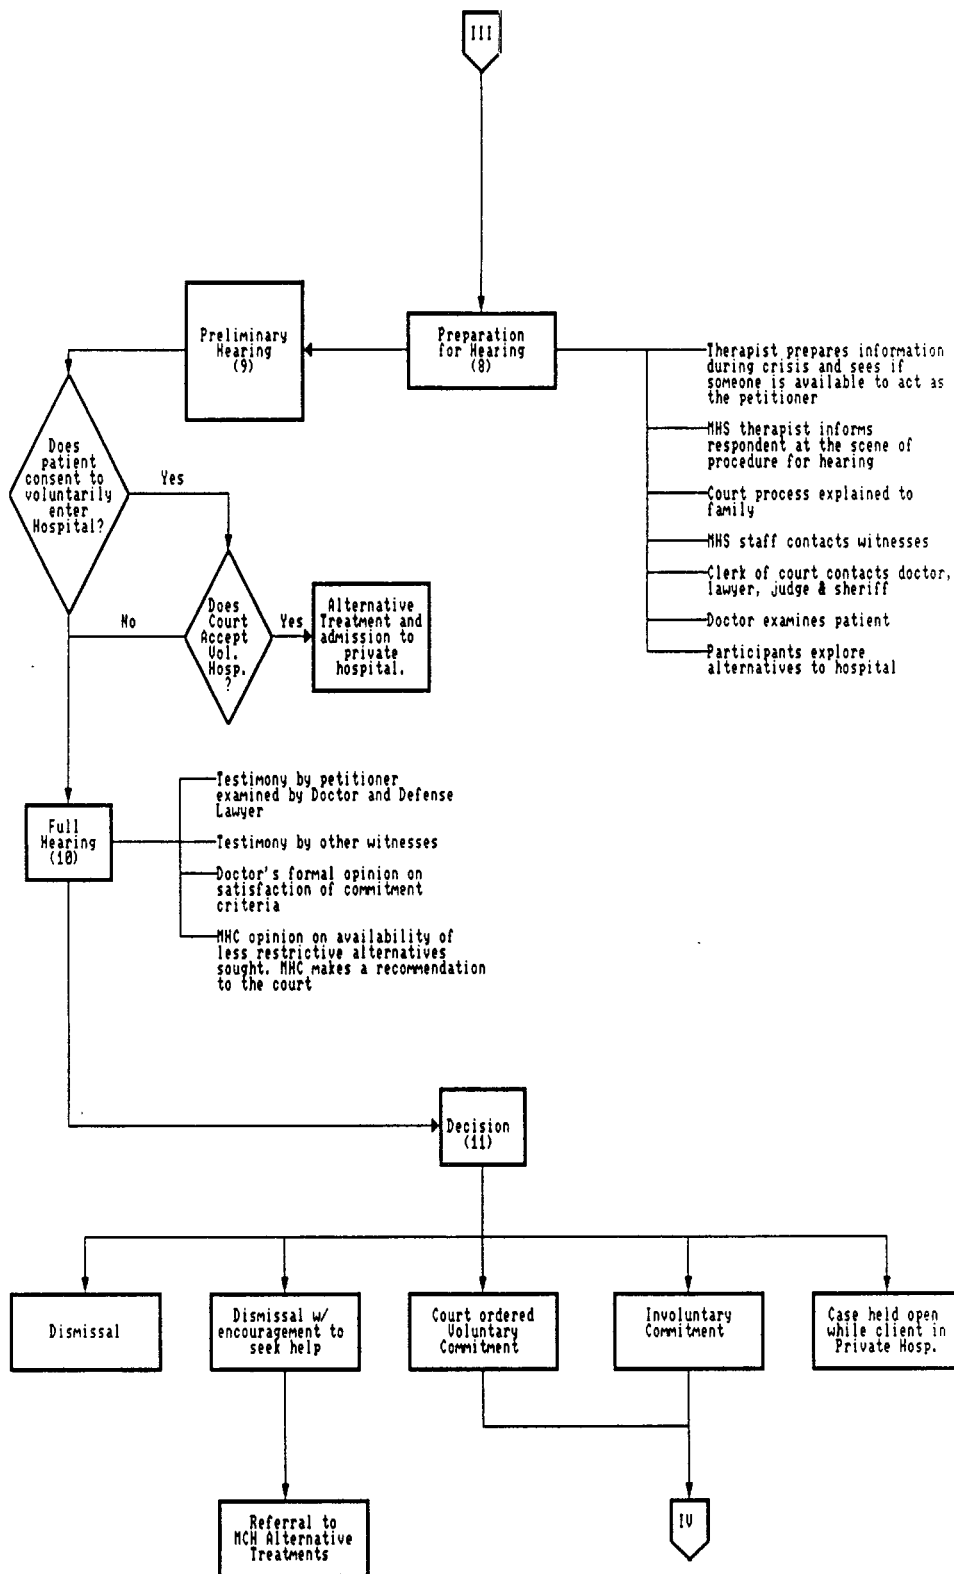 III
Preliminary
Hearing
(9)
Preparation
for Hearing
(8)
Therapist prepares information
during crisis and sees if
someone is available to act as
the petitioner
MHS therapist informs
respondent at the scene of
procedure for hearing
Court process explained to
family
MHS staff contacts witnesses
Clerk of court contacts doctor,
lawyer, judge & sheriff
Doctor examines patient
Participants explore
alternatives to hospital
Does
patient
consent to
voluntarily
enter
Hospital?
Yes
No
Does
Court
Accept
Vol.
Hosp.
?
Yes
Alternative
Treatment and
admission to
private
hospital.
Full
Hearing
(10)
Testimony by petitioner
examined by Doctor and Defense
Lawyer
Testimony by other witnesses
Doctor's formal opinion on
satisfaction of commitment
criteria
MHC opinion on availability of
less restrictive alternatives
sought. MHC makes a recommendation
to the court
Decision
(11)
Dismissal
Dismissal w/
encouragement to
seek help
Court ordered
Voluntary
Commitment
Involuntary
Commitment
Case held open
while client in
Private Hosp.
Referral to
MCH Alternative
Treatments
IV